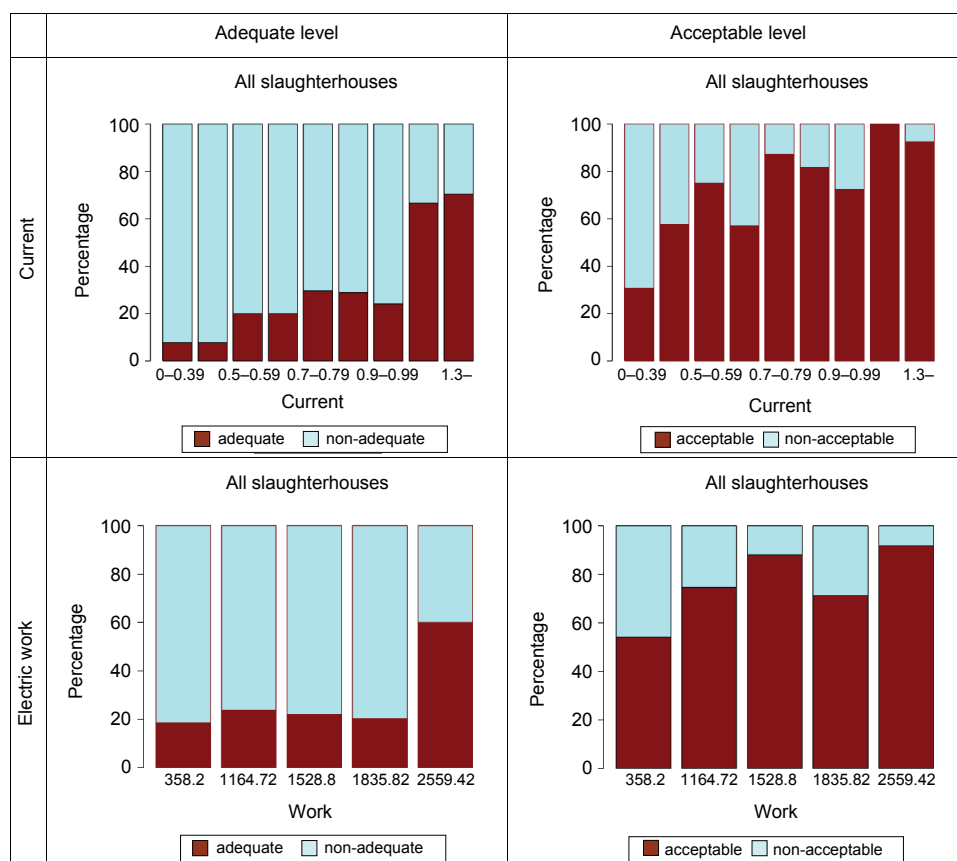 Adequate level
Acceptable level
Current
All slaughterhouses
Percentage
100
80
60
40
20
0
0–0.39 0.5–0.59 0.7–0.79 0.9–0.99 1.3–
Current
adequate non-adequate
All slaughterhouses
Percentage
100
80
60
40
20
0
0–0.39 0.5–0.59 0.7–0.79 0.9–0.99 1.3–
Current
acceptable non-acceptable
Electric work
All slaughterhouses
Percentage
100
80
60
40
20
0
358.2 1164.72 1528.8 1835.82 2559.42
Work
adequate non-adequate
All slaughterhouses
Percentage
100
80
60
40
20
0
358.2 1164.72 1528.8 1835.82 2559.42
Work
acceptable non-acceptable